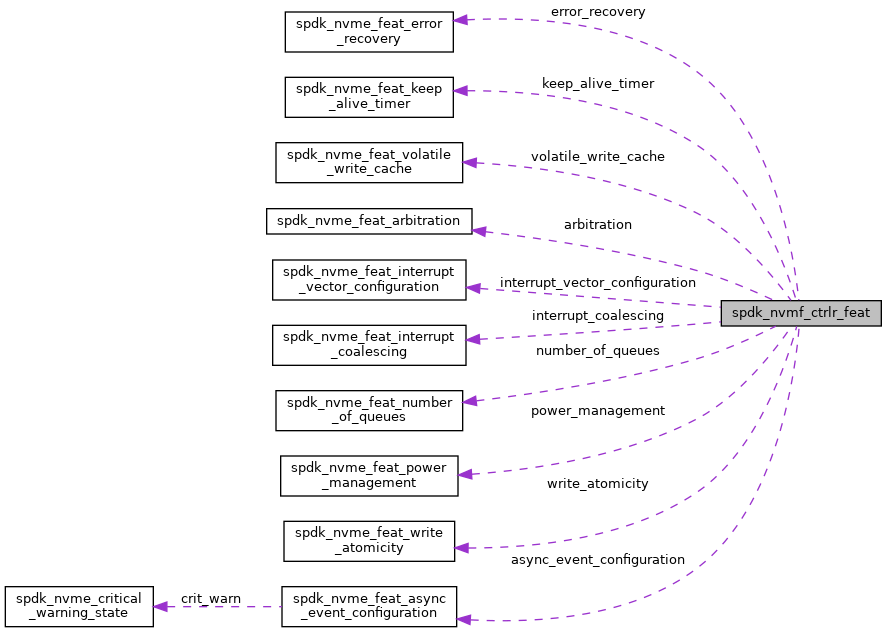 error_recovery
spdk_nvme_feat_error
_recovery
keep_alive_timer
spdk_nvme_feat_keep
_alive_timer
volatile_write_cache
spdk_nvme_feat_volatile
_write_cache
arbitration
spdk_nvme_feat_arbitration
interrupt_vector_configuration
spdk_nvme_feat_interrupt
_vector_configuration
spdk_nvmf_ctrlr_feat
interrupt_coalescing
spdk_nvme_feat_interrupt
_coalescing
number_of_queues
spdk_nvme_feat_number
_of_queues
power_management
spdk_nvme_feat_power
_management
write_atomicity
spdk_nvme_feat_write
_atomicity
async_event_configuration
spdk_nvme_critical
_warning_state
crit_warn
spdk_nvme_feat_async
_event_configuration